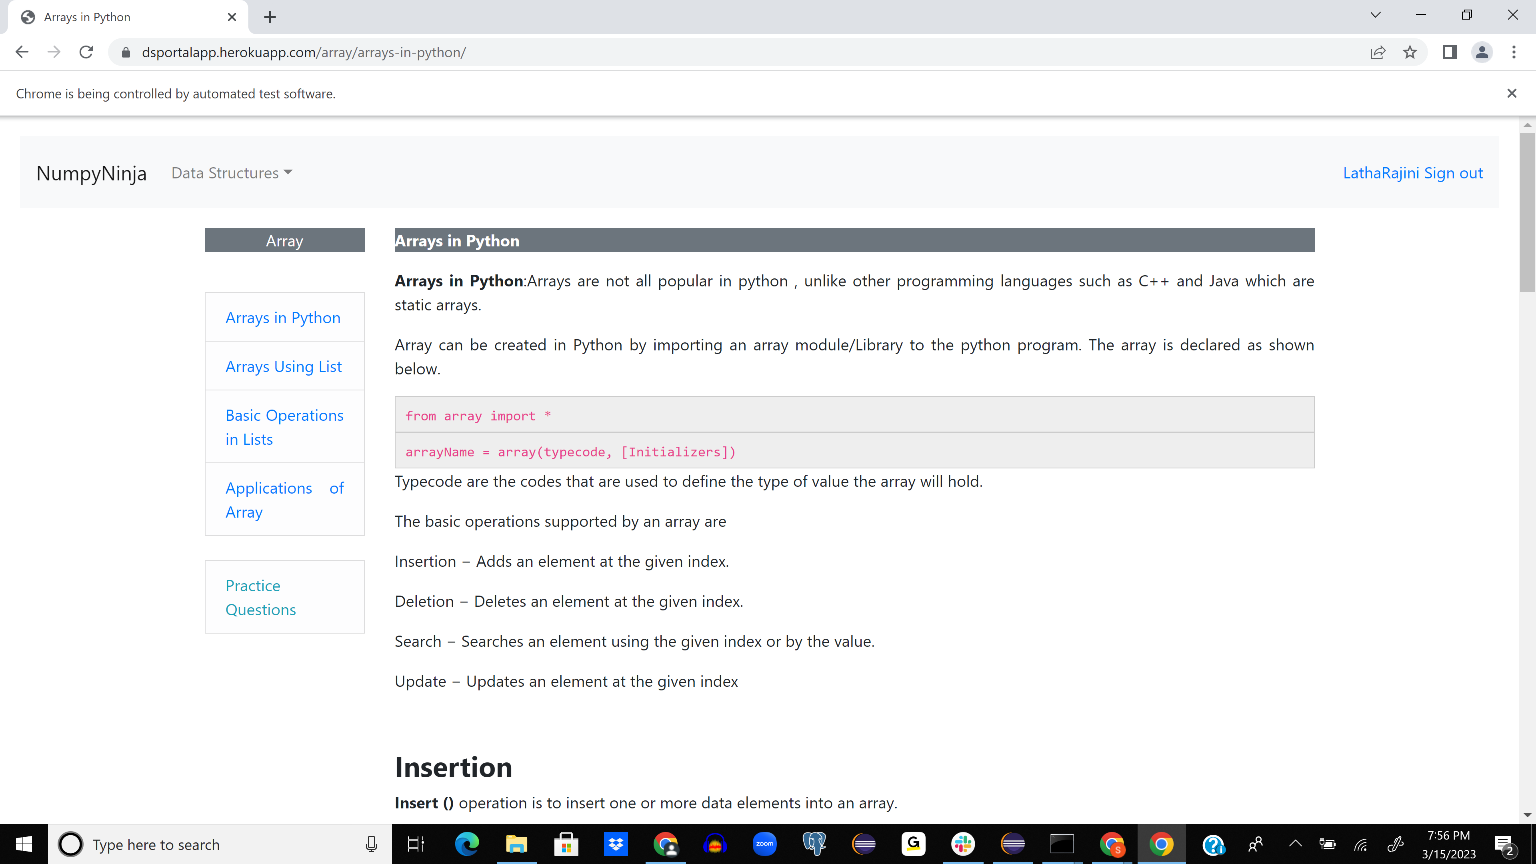 Arrays in Python
dsportalapp.herokuapp.com/array/arrays-in-python/
Chrome is being controlled by automated test software.
NumpyNinja Data Structures LathaRajini Sign out
Array
Arrays in Python
Arrays Using List
Basic Operations
in Lists
Applications of
Array
Practice
Questions
Arrays in Python
Arrays in Python:Arrays are not all popular in python , unlike other programming languages such as C++ and Java which are
static arrays.
Array can be created in Python by importing an array module/Library to the python program. The array is declared as shown
below.
from array import *
arrayName = array(typecode, [Initializers])
Typecode are the codes that are used to define the type of value the array will hold.
The basic operations supported by an array are
Insertion – Adds an element at the given index.
Deletion – Deletes an element at the given index.
Search – Searches an element using the given index or by the value.
Update – Updates an element at the given index
Insertion
Insert () operation is to insert one or more data elements into an array.
Type here to search
zoom
G
S
7:56 PM
3/15/2023
2